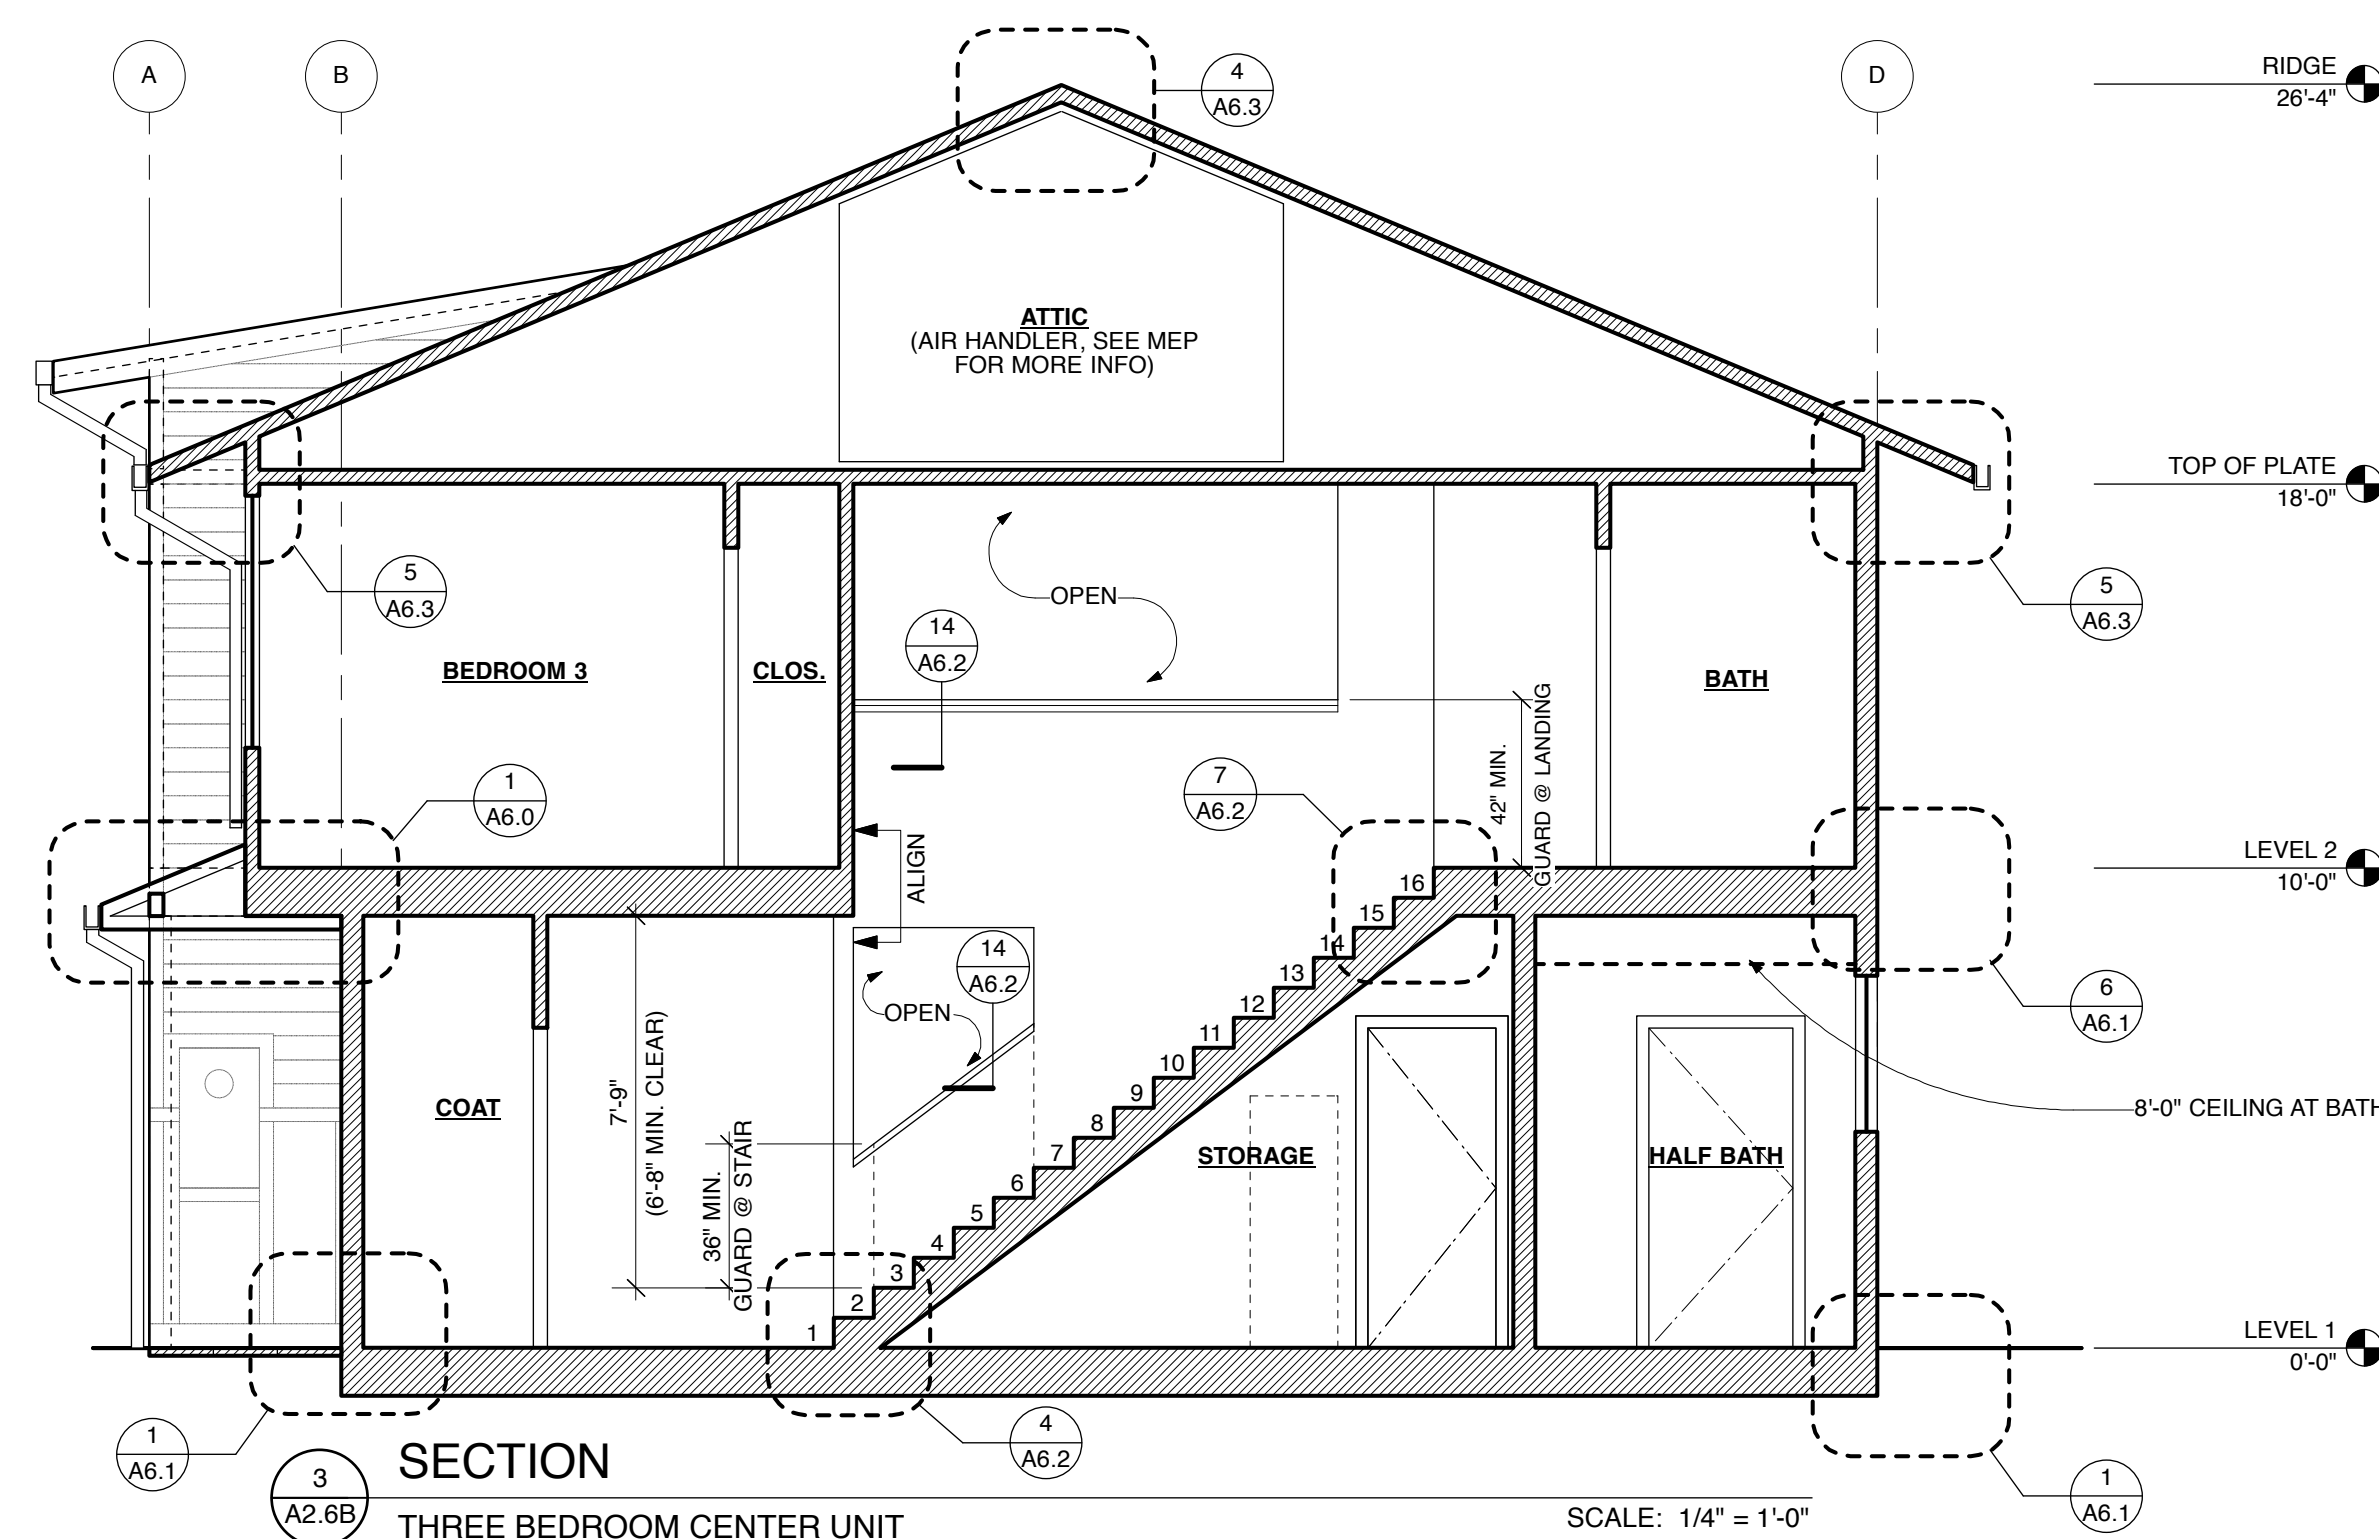 A
B
D
4
A6.3
RIDGE
26'-4"
ATTIC
(AIR HANDLER, SEE MEP
FOR MORE INFO)
TOP OF PLATE
18'-0"
5
A6.3
OPEN
14
A6.2
5
A6.3
BEDROOM 3
CLOS.
BATH
42" MIN.
GUARD @ LANDING
1
A6.0
7
A6.2
ALIGN
LEVEL 2
10'-0"
16
15
14
13
12
11
10
9
8
7
6
5
4
3
2
1
14
A6.2
OPEN
6
A6.1
7'-9"
(6'-8" MIN. CLEAR)
COAT
36" MIN.
GUARD @ STAIR
STORAGE
HALF BATH
8'-0" CEILING AT BATH
LEVEL 1
0'-0"
1
A6.1
4
A6.2
1
A6.1
3
A2.6B
SECTION
THREE BEDROOM CENTER UNIT
SCALE: 1/4" = 1'-0"